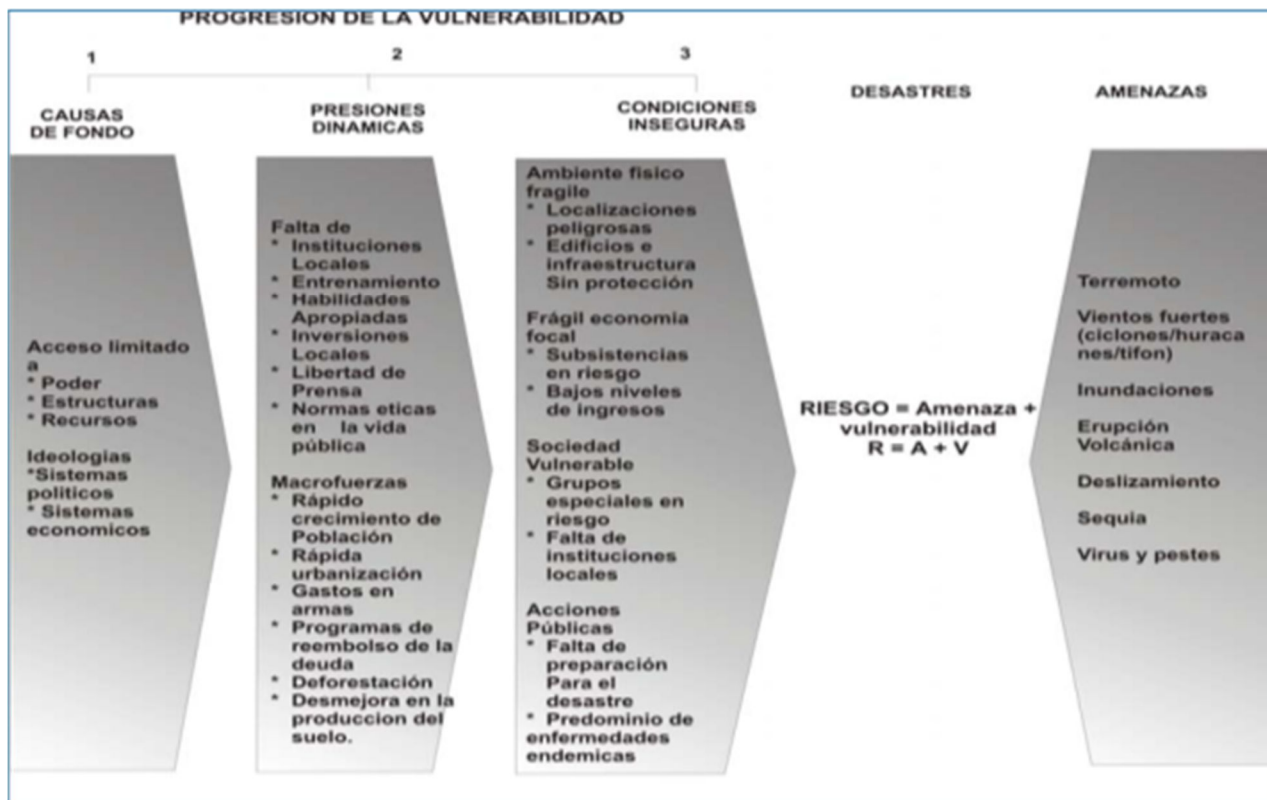 PROGRESION DE LA VULNERABILIDAD
1
2
3
CAUSAS
DE FONDO
PRESIONES
DINAMICAS
CONDICIONES
INSEGURAS
DESASTRES
AMENAZAS
Acceso limitado
a
* Poder
* Estructuras
* Recursos
Ideologias
*Sistemas
politicos
* Sistemas
economicos
Falta de
* Instituciones
Locales
* Entrenamiento
* Habilidades
Apropiadas
* Inversiones
Locales
* Libertad de
Prensa
* Normas eticas
en la vida
pública
Macrofuerzas
* Rápido
crecimiento de
Población
* Rápida
urbanización
* Gastos en
armas
* Programas de
reembolso de la
deuda
* Deforestación
* Desmejora en la
produccion del
suelo.
Ambiente fisico
fragile
* Localizaciones
peligrosas
* Edificios e
infraestructura
Sin protección
Frágil economia
focal
* Subsistencias
en riesgo
* Bajos niveles
de ingresos
Sociedad
Vulnerable
* Grupos
especiales en
riesgo
* Falta de
instituciones
locales
Acciones
Públicas
* Falta de
preparación
Para el
desastre
* Predominio de
enfermedades
endemicas
RIESGO = Amenaza +
vulnerabilidad
R = A + V
Terremoto
Vientos fuertes
(ciclones/huraca
nes/tifon)
Inundaciones
Erupción
Volcánica
Deslizamiento
Sequia
Virus y pestes